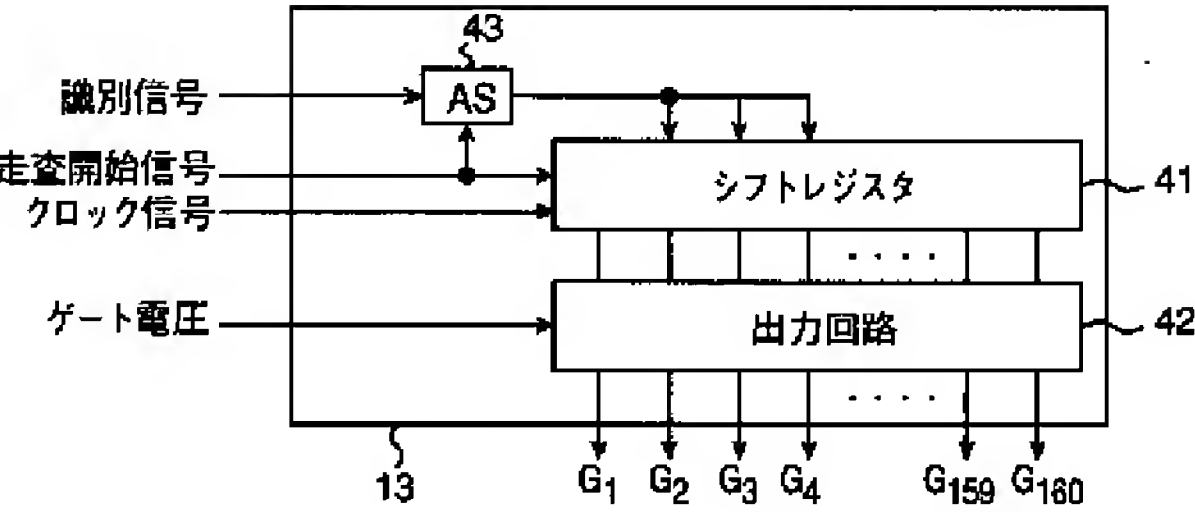 43
識別信号
AS
走査開始信号
シフトレジスタ
41
クロック信号
ゲート電圧
出力回路
42
13
G1 G2 G3 G4 G159 G160